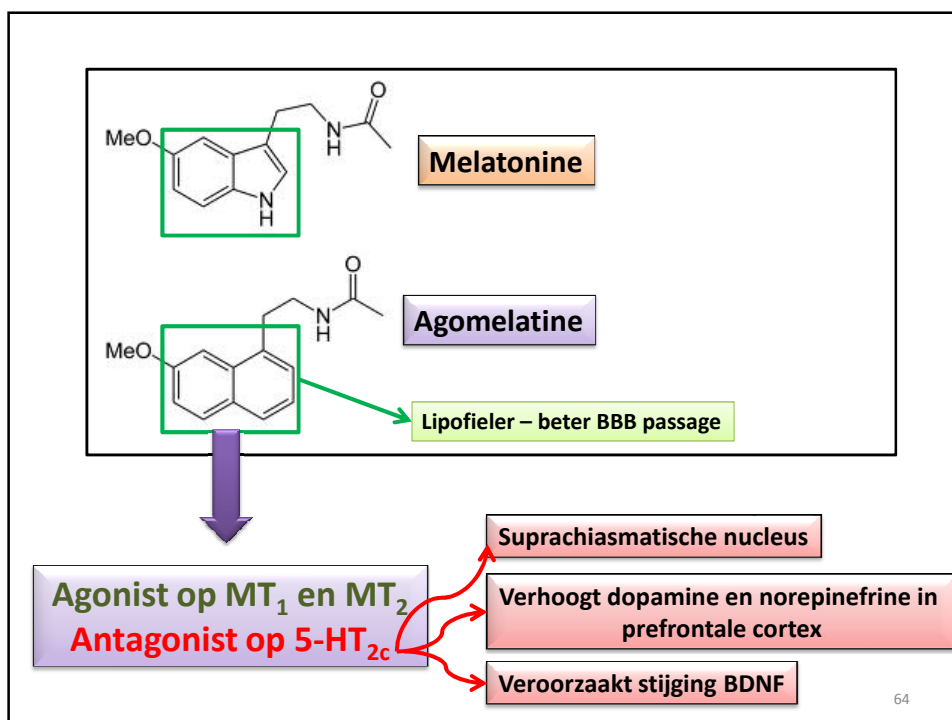 O
MeO
N
H
Melatonine
N
H
O
N
H
Agomelatine
MeO
Lipofieler – beter BBB passage
Suprachiasmatische nucleus
Agonist op MT₁ en MT₂
Antagonist op 5-HT₂c
Verhoogt dopamine en norepinefrine in
prefrontale cortex
Veroorzaakt stijging BDNF
64